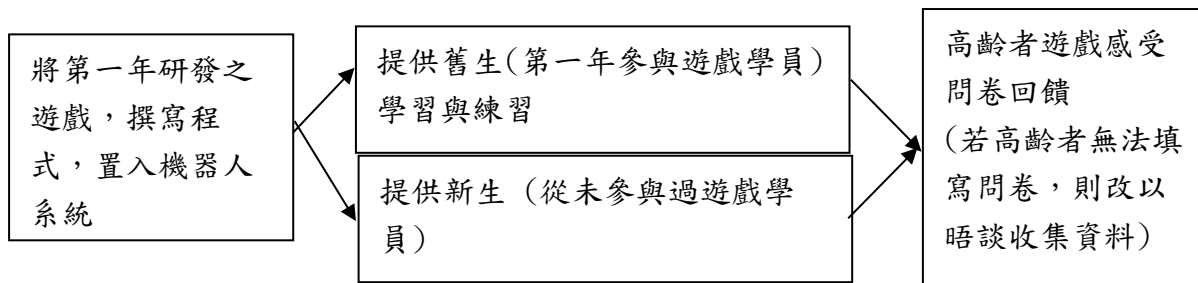 將第一年研發之
遊戲，撰寫程
式，置入機器人
系統
提供舊生(第一年參與遊戲學員)
學習與練習
提供新生（從未參與過遊戲學
員）
高齡者遊戲感受
問卷回饋
(若高齡者無法填
寫問卷，則改以
晤談收集資料)